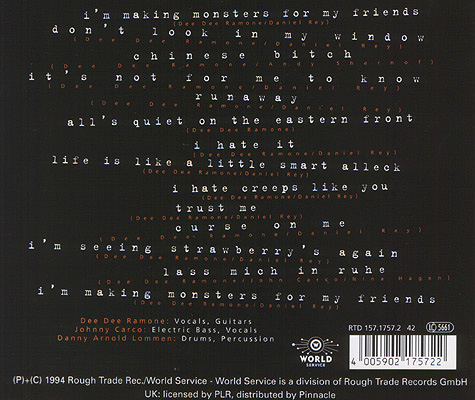 i'm making monsters for my friends
(Dee Dee Ramone/Daniel Rey)
don't look in my window
(Dee Dee Ramone/Daniel Rey)
chinese bitch
(Dee Dee Ramone/Andy Shernoff)
it's not for me to know
(Dee Dee Ramone/Daniel Rey)
runaway
(Dee Dee Ramone/Daniel Rey)
all's quiet on the eastern front
(Dee Dee Ramone)
i hate it
(Dee Dee Ramone/Daniel Rey)
life is like a little smart alleck
(Dee Dee Ramone/Daniel Rey)
i hate creeps like you
(Dee Dee Ramone/Daniel Rey)
trust me
(Dee Dee Ramone/Daniel Rey)
curse on me
(Dee Dee Ramone/Daniel Rey)
i'm seeing strawberry's again
(Dee Dee Ramone/Daniel Rey)
lass mich in ruhe
(Dee Dee Ramone/John Carco/Nina Hagen)
i'm making monsters for my friends
(Dee Dee Ramone/Daniel Rey)
Dee Dee Ramone: Vocals, Guitars
Johnny Carco: Electric Bass, Vocals
Danny Arnold Lommen: Drums, Percussion
WORLD
SERVICE
RTD 157.1757.2 42 LC 5661
4 005902 175722
(P)+(C) 1994 Rough Trade Rec./World Service - World Service is a division of Rough Trade Records GmbH
UK: licensed by PLR, distributed by Pinnacle